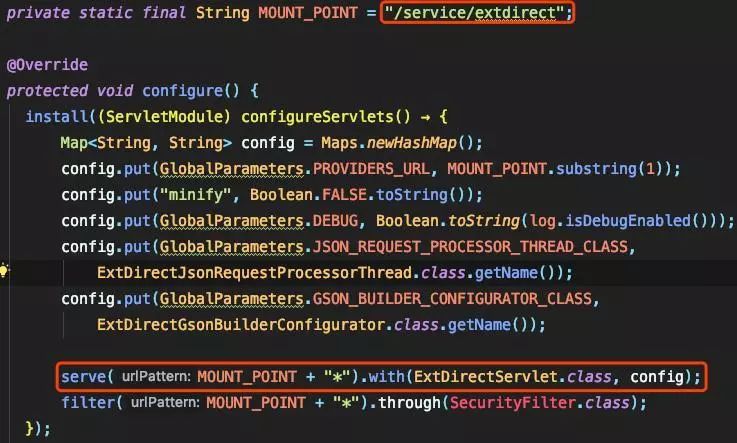 private static final String MOUNT_POINT = "/service/extdirect";
@Override
protected void configure() {
install((ServletModule) configureServlets() → {
Map<String, String> config = Maps.newHashMap();
config.put(GlobalParameters.PROVIDERS_URL, MOUNT_POINT.substring(1));
config.put("minify", Boolean.FALSE.toString());
config.put(GlobalParameters.DEBUG, Boolean.toString(log.isDebugEnabled()));
config.put(GlobalParameters.JSON_REQUEST_PROCESSOR_THREAD_CLASS,
ExtDirectJsonRequestProcessorThread.class.getName());
config.put(GlobalParameters.GSON_BUILDER_CONFIGURATOR_CLASS,
ExtDirectGsonBuilderConfigurator.class.getName());
serve( urlPattern: MOUNT_POINT + "*").with(ExtDirectServlet.class, config);
filter( urlPattern: MOUNT_POINT + "*").through(SecurityFilter.class);
});